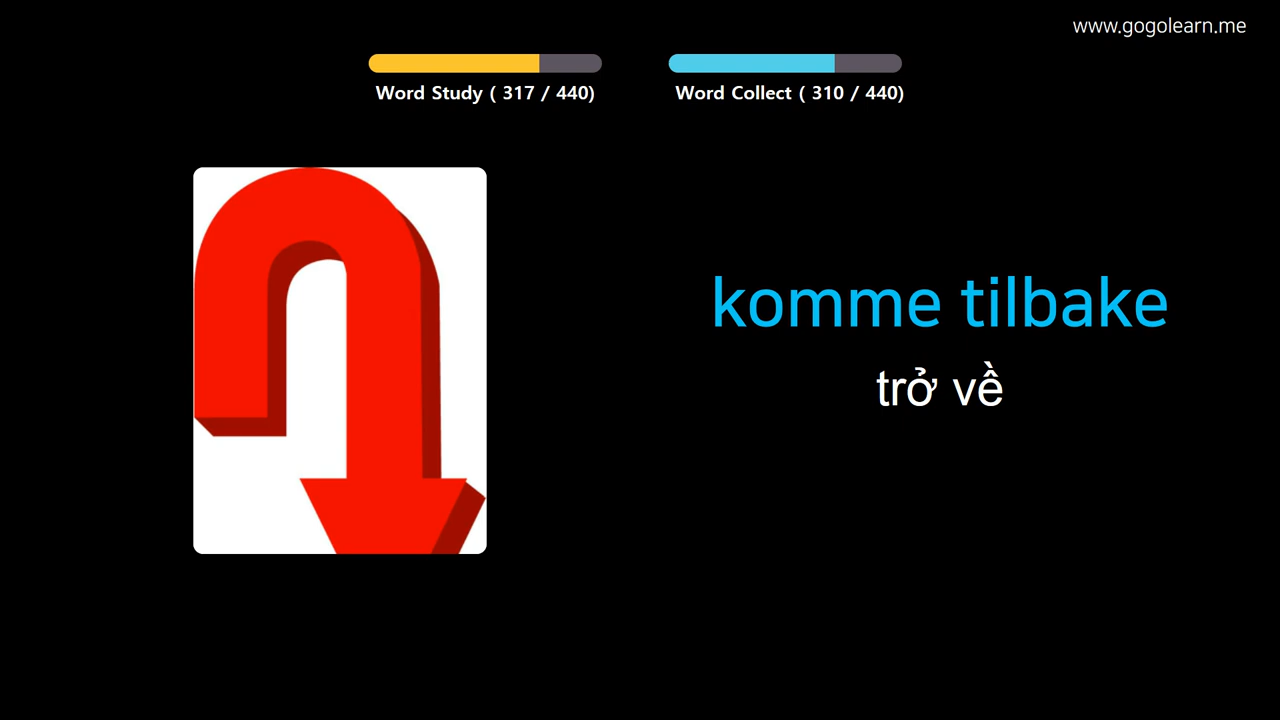 www.gogolearn.me
Word Study ( 317 / 440)
Word Collect ( 310 / 440)
komme tilbake
trở về